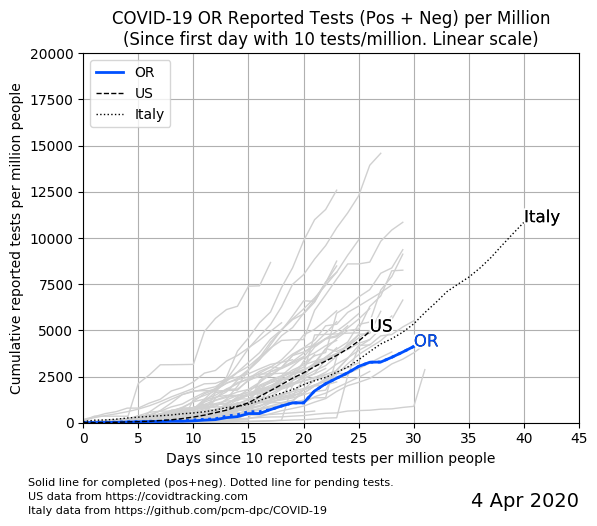 COVID-19 OR Reported Tests (Pos + Neg) per Million
(Since first day with 10 tests/million. Linear scale)
20000
17500
15000
12500
10000
7500
5000
2500
0
Cumulative reported tests per million people
OR
US
Italy
Italy
US
OR
0 5 10 15 20 25 30 35 40 45
Days since 10 reported tests per million people
Solid line for completed (pos+neg). Dotted line for pending tests.
US data from https://covidtracking.com
Italy data from https://github.com/pcm-dpc/COVID-19
4 Apr 2020